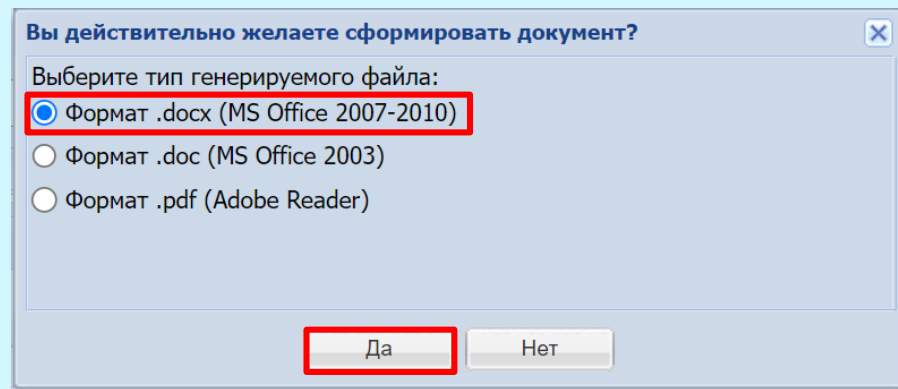 Вы действительно желаете сформировать документ?
Выберите тип генерируемого файла:
Формат .docx (MS Office 2007-2010)
Формат .doc (MS Office 2003)
Формат .pdf (Adobe Reader)
Да Нет